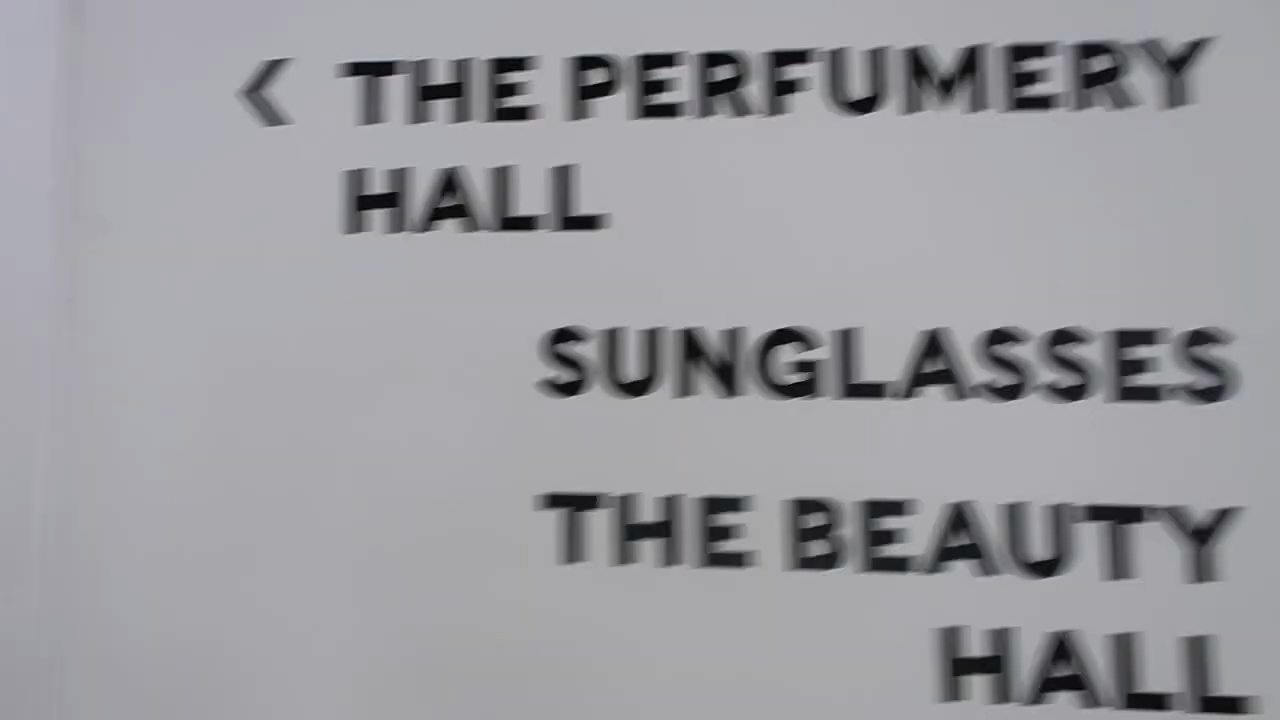 < THE PERFUMERY
HALL
SUNGLASSES
THE BEAUTY
HALL